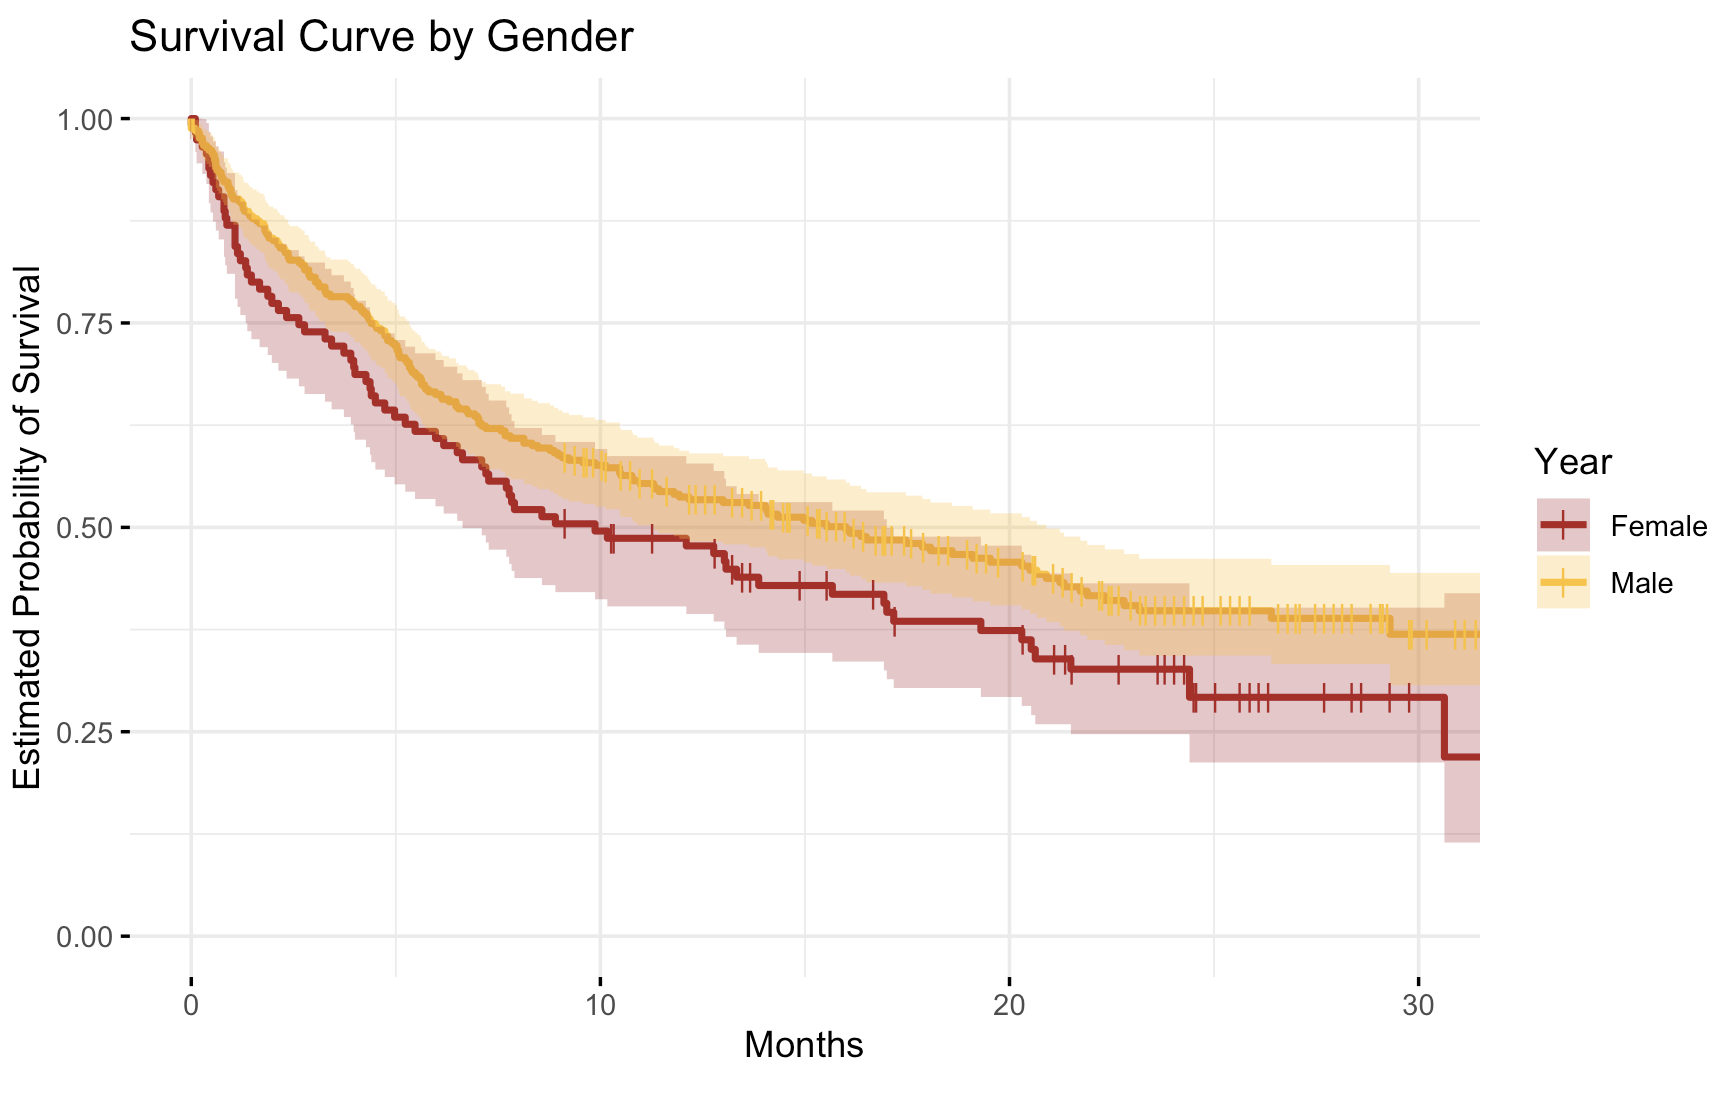 Survival Curve by Gender
Estimated Probability of Survival
1.00
0.75
0.50
0.25
0.00
0
10
20
30
Months
Year
Female
Male